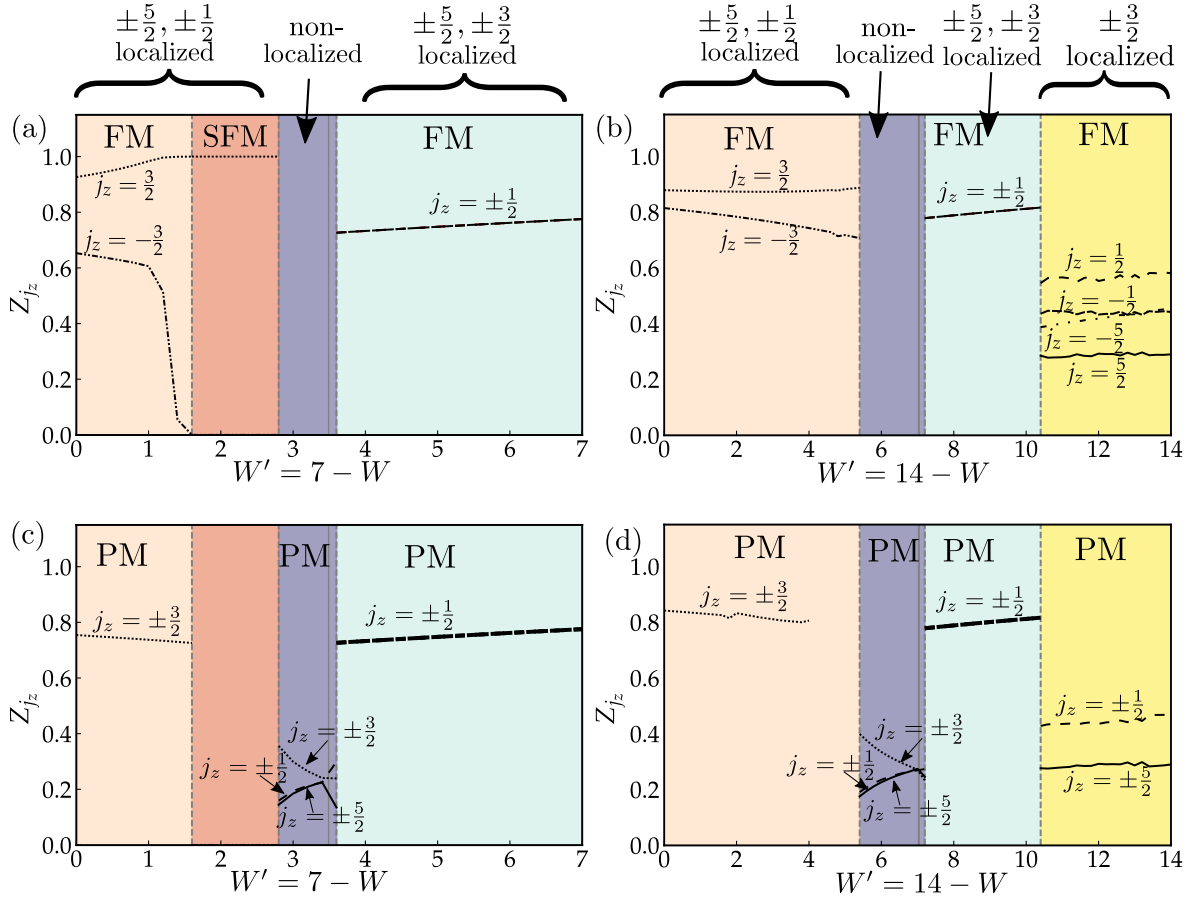 ±5/2, ±1/2
localized
non-
localized
±5/2, ±3/2
localized
±5/2, ±1/2
localized
non-
localized
±5/2, ±3/2
localized
±3/2
localized
(a)
FM
SFM
FM
1.0
0.8
0.6
0.4
0.2
0.0
Z_{j_z}
j_z = 3/2
j_z = −3/2
j_z = ±1/2
0 1 2 3 4 5 6 7
W′ = 7 − W
(b)
FM
FM
FM
1.0
0.8
0.6
0.4
0.2
0.0
Z_{j_z}
j_z = 3/2
j_z = −3/2
j_z = ±1/2
j_z = 1/2
j_z = −1/2
j_z = −5/2
j_z = 5/2
0 2 4 6 8 10 12 14
W′ = 14 − W
(c)
PM
PM
PM
1.0
0.8
0.6
0.4
0.2
0.0
Z_{j_z}
j_z = ±3/2
j_z = ±1/2
j_z = ±3/2
j_z = ±1/2
j_z = ±5/2
0 1 2 3 4 5 6 7
W′ = 7 − W
(d)
PM
PM
PM
PM
1.0
0.8
0.6
0.4
0.2
0.0
Z_{j_z}
j_z = ±3/2
j_z = ±1/2
j_z = ±3/2
j_z = ±1/2
j_z = ±5/2
j_z = ±1/2
j_z = ±5/2
0 2 4 6 8 10 12 14
W′ = 14 − W